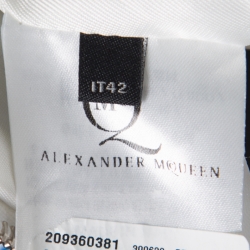 IT42
MQ
ALEXANDER MCQUEEN
209360381